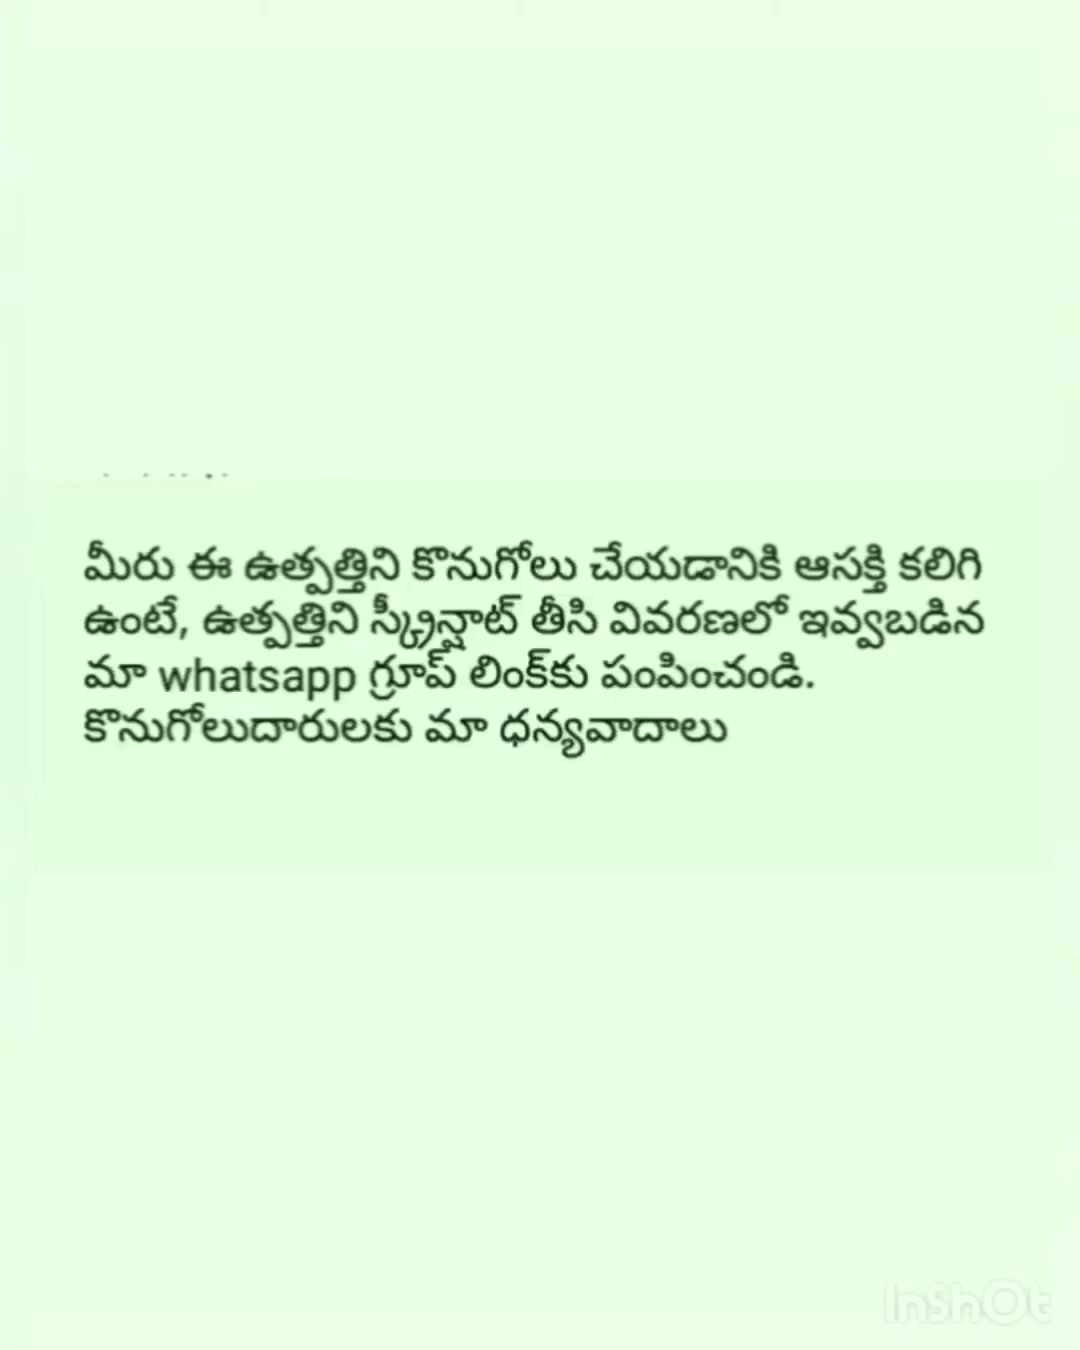 మీరు ఈ ఉత్పత్తిని కొనుగోలు చేయడానికి ఆసక్తి కలిగి
ఉంటే, ఉత్పత్తిని స్క్రీన్షాట్ తీసి వివరణలో ఇవ్వబడిన
మా whatsapp గ్రూప్ లింక్‌కు పంపించండి.
కొనుగోలుదారులకు మా ధన్యవాదాలు
InShOt